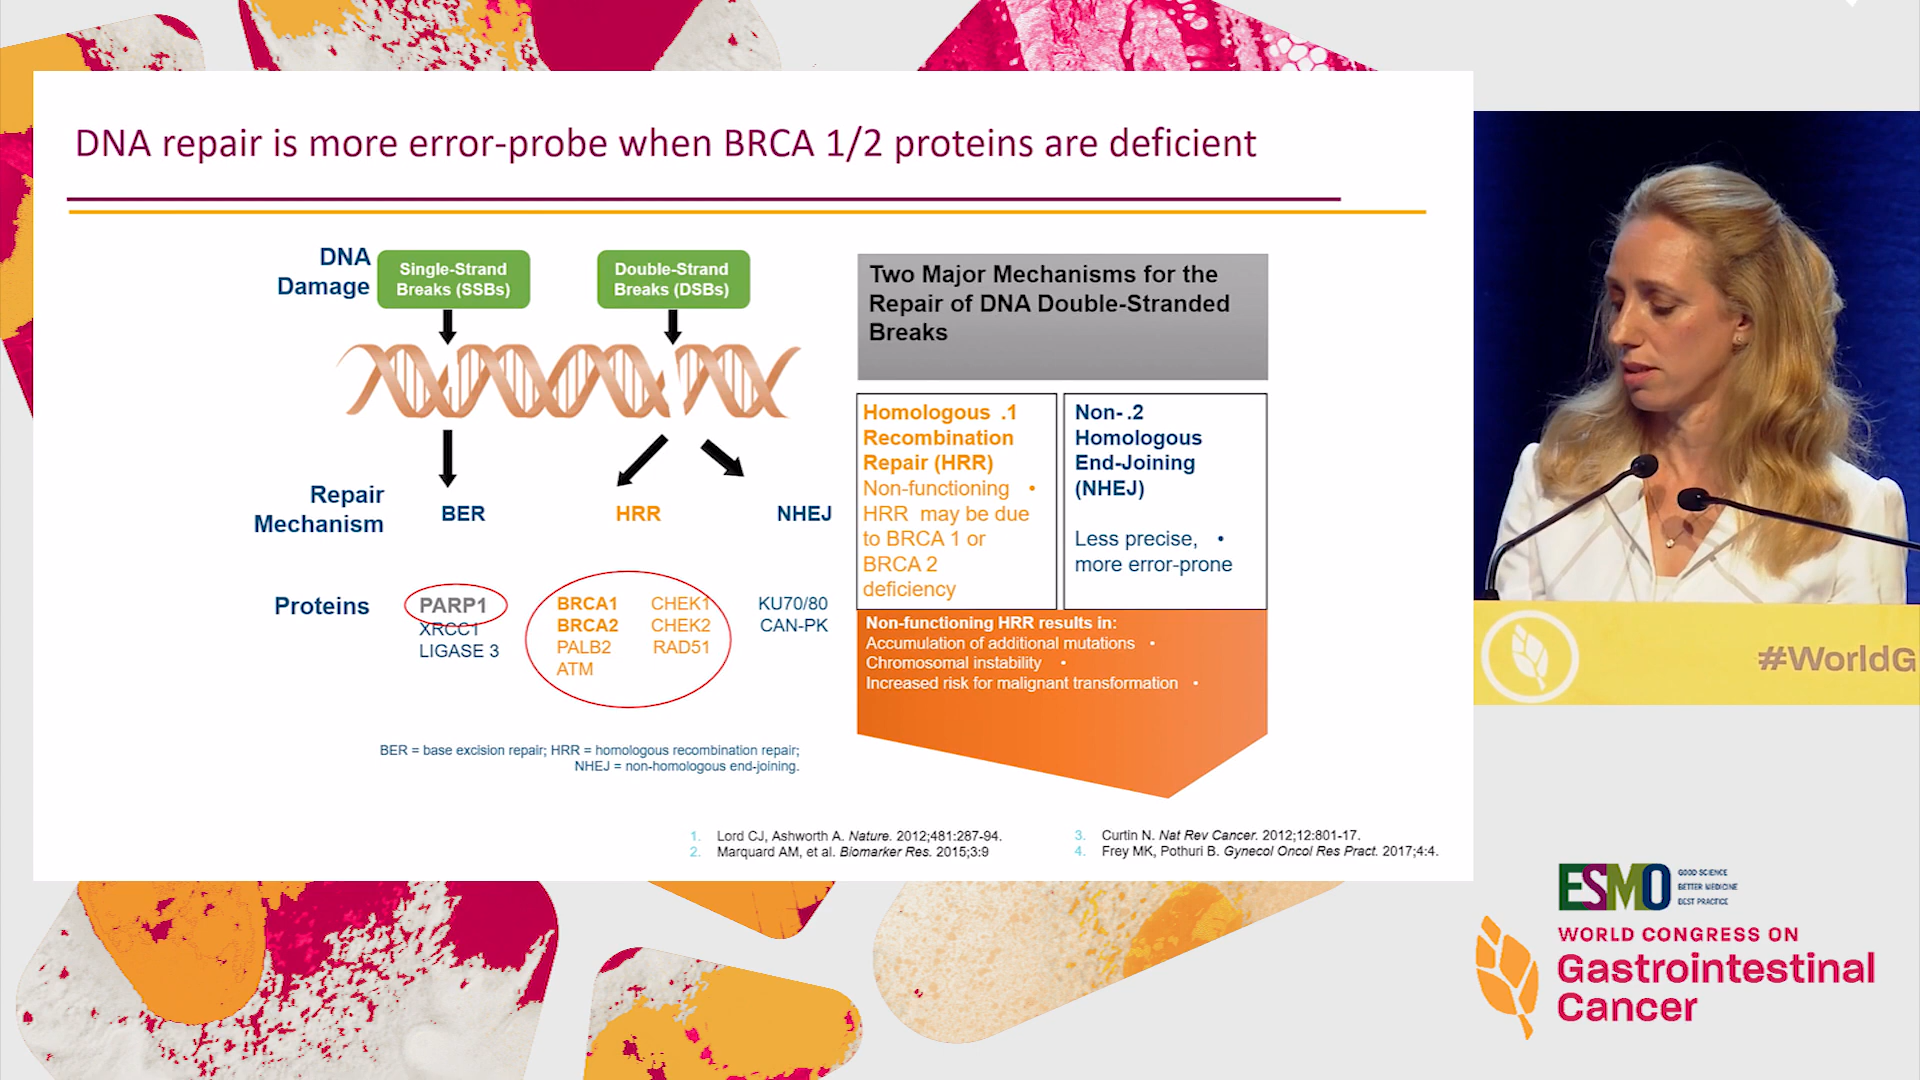 DNA repair is more error-probe when BRCA 1/2 proteins are deficient
DNA
Damage
Single-Strand
Breaks (SSBs)
Double-Strand
Breaks (DSBs)
Repair
Mechanism
BER
HRR
NHEJ
Proteins
PARP1
XRCC1
LIGASE 3
BRCA1
BRCA2
PALB2
ATM
CHEK1
CHEK2
RAD51
KU70/80
CAN-PK
BER = base excision repair; HRR = homologous recombination repair;
NHEJ = non-homologous end-joining.
Two Major Mechanisms for the
Repair of DNA Double-Stranded
Breaks
Homologous .1
Recombination
Repair (HRR)
Non-functioning •
HRR may be due
to BRCA 1 or
BRCA 2
deficiency
Non- .2
Homologous
End-Joining
(NHEJ)
Less precise, •
more error-prone
Non-functioning HRR results in:
Accumulation of additional mutations •
Chromosomal instability •
Increased risk for malignant transformation •
1. Lord CJ, Ashworth A. Nature. 2012;481:287-94.
2. Marquard AM, et al. Biomarker Res. 2015;3:9
3. Curtin N. Nat Rev Cancer. 2012;12:801-17.
4. Frey MK, Pothuri B. Gynecol Oncol Res Pract. 2017;4:4.
#WorldG
ESMO
GOOD SCIENCE
BETTER MEDICINE
BEST PRACTICE
WORLD CONGRESS ON
Gastrointestinal
Cancer